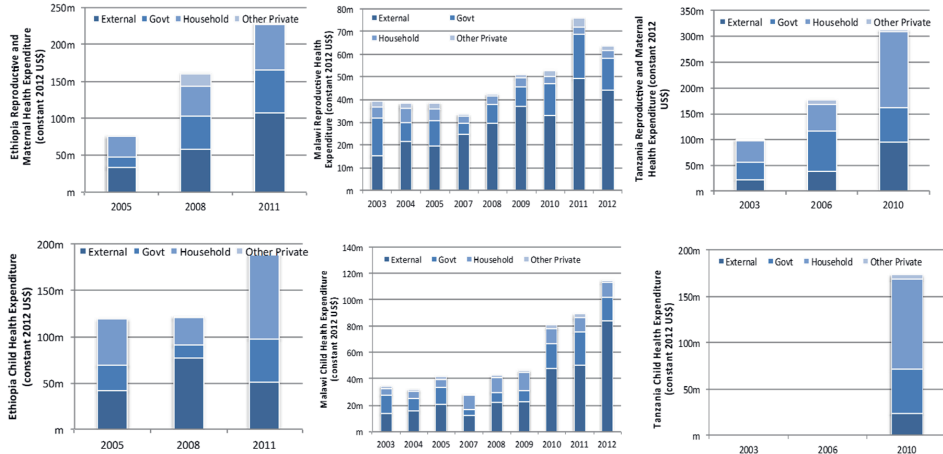 Ethiopia Reproductive and
Maternal Health Expenditure
(constant 2012 US$)
250m
200m
150m
100m
50m
m
External Govt Household Other Private
2005 2008 2011
Malawi Reproductive Health
Expenditure (constant 2012 US$)
80m
70m
60m
50m
40m
30m
20m
10m
m
External Govt
Household Other Private
2003 2004 2005 2007 2008 2009 2010 2011 2012
Tanzania Reproductive and Maternal
Health Expenditure (constant 2012
US$)
350m
300m
250m
200m
150m
100m
50m
m
External Govt Household Other Private
2003 2006 2010
Ethiopia Child Health Expenditure
(constant 2012 US$)
200m
150m
100m
50m
m
External Govt Household Other Private
2005 2008 2011
Malawi Child Health Expenditure
(constant 2012 US$)
140m
120m
100m
80m
60m
40m
20m
m
External Govt Household Other Private
2003 2004 2005 2007 2008 2009 2010 2011 2012
Tanzania Child Health Expenditure
(constant 2012 US$)
200m
150m
100m
50m
m
External Govt Household Other Private
2003 2006 2010